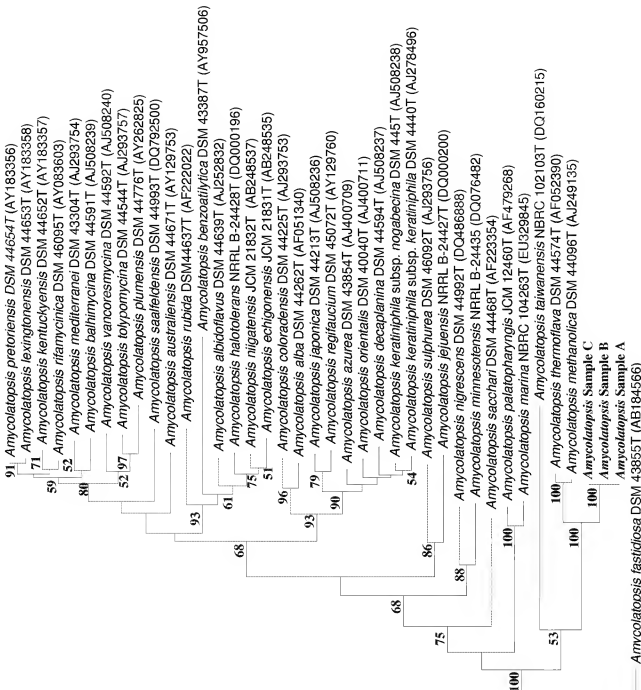 Amycolatopsis pretoriensis DSM 44654T (AY183356)
Amycolatopsis lexingtonensis DSM 44653T (AY183358)
Amycolatopsis kentuckyensis DSM 44652T (AY183357)
Amycolatopsis rifamycinica DSM 46095T (AY083603)
Amycolatopsis mediterranei DSM 43304T (AJ293754)
Amycolatopsis bathimycina DSM 44591T (AJ508239)
Amycolatopsis vancoresmycina DSM 44592T (AJ508240)
Amycolatopsis tolypomycina DSM 44544T (AJ293757)
Amycolatopsis plumensis DSM 44776T (AY262825)
Amycolatopsis saalfeldensis DSM 44993T (DQ792500)
Amycolatopsis australiensis DSM 44671T (AY129753)
Amycolatopsis rubida DSM44637T (AF222022)
Amycolatopsis benzoatilytica DSM 43387T (AY957506)
Amycolatopsis albidoflavus DSM 44639T (AJ252832)
Amycolatopsis halotolerans NRRL B-24428T (DQ000196)
Amycolatopsis niigatensis JCM 21832T (AB248537)
Amycolatopsis echigonensis JCM 21831T (AB248535)
Amycolatopsis coloradensis DSM 44225T (AJ293753)
Amycolatopsis alba DSM 44262T (AF051340)
Amycolatopsis japonica DSM 44213T (AJ508236)
Amycolatopsis regifaucium DSM 45072T (AY129760)
Amycolatopsis azurea DSM 43854T (AJ400709)
Amycolatopsis orientalis DSM 40040T (AJ400711)
Amycolatopsis decaplanina DSM 44594T (AJ508237)
Amycolatopsis keratiniphila subsp. nogabecina DSM 445T (AJ508238)
Amycolatopsis keratiniphila subsp. keratiniphila DSM 4440T (AJ278496)
Amycolatopsis sulphurea DSM 46092T (AJ293756)
Amycolatopsis jejuensis NRRL B-24427T (DQ000200)
Amycolatopsis nigrescens DSM 44992T (DQ486888)
Amycolatopsis minnesotensis NRRL B-24435 (DQ076482)
Amycolatopsis sacchari DSM 44468T (AF223354)
Amycolatopsis palatopharyngis JCM 12460T (AF479268)
Amycolatopsis marina NBRC 104263T (EU329845)
Amycolatopsis taiwanensis NBRC 102103T (DQ160215)
Amycolatopsis thermoflava DSM 44574T (AF052390)
Amycolatopsis methanolica DSM 44096T (AJ249135)
Amycolatopsis Sample C
Amycolatopsis Sample B
Amycolatopsis Sample A
Amycolatopsis fastidiosa DSM 43855T (AB184566)
91
71
59
52
80
52
97
93
61
75
51
96
79
93
90
54
68
86
88
68
75
100
100
53
100
100
100